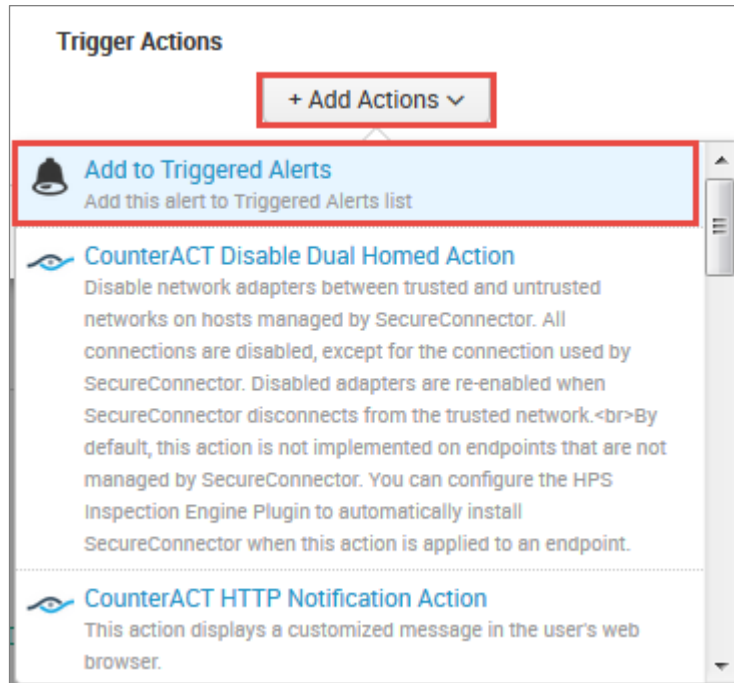 Trigger Actions
+ Add Actions
Add to Triggered Alerts
Add this alert to Triggered Alerts list
CounterACT Disable Dual Homed Action
Disable network adapters between trusted and untrusted
networks on hosts managed by SecureConnector. All
connections are disabled, except for the connection used by
SecureConnector. Disabled adapters are re-enabled when
SecureConnector disconnects from the trusted network.<br>By
default, this action is not implemented on endpoints that are not
managed by SecureConnector. You can configure the HPS
Inspection Engine Plugin to automatically install
SecureConnector when this action is applied to an endpoint.
CounterACT HTTP Notification Action
This action displays a customized message in the user's web
browser.